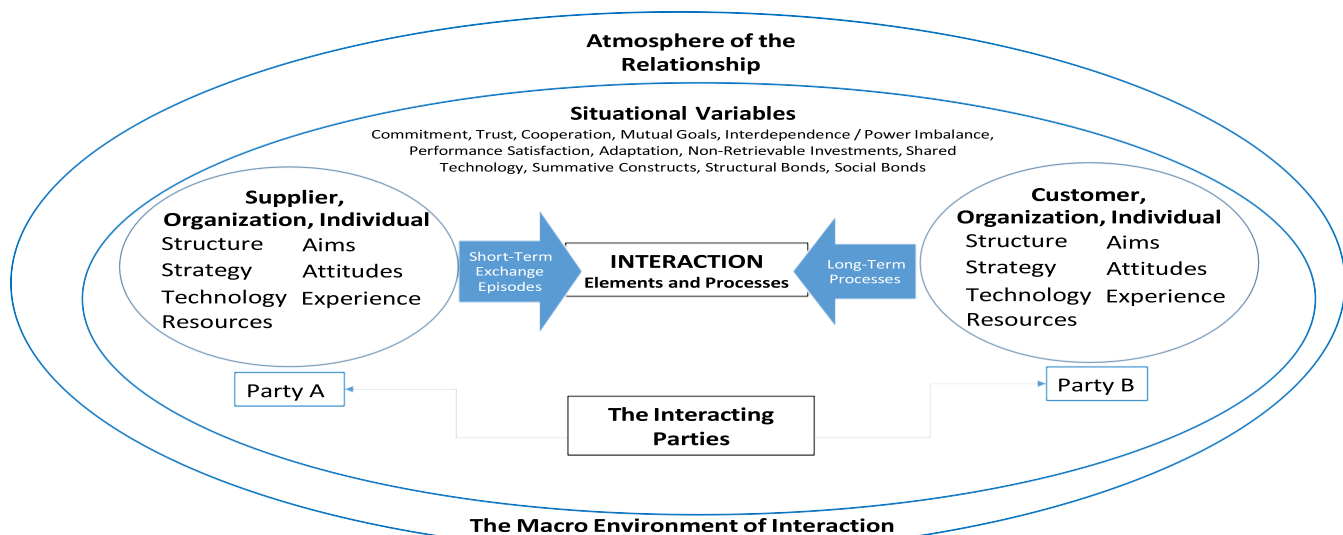 Atmosphere of the
Relationship
Situational Variables
Commitment, Trust, Cooperation, Mutual Goals, Interdependence / Power Imbalance,
Performance Satisfaction, Adaptation, Non-Retrievable Investments, Shared
Technology, Summative Constructs, Structural Bonds, Social Bonds
Supplier,
Organization, Individual
Structure Aims
Strategy Attitudes
Technology Experience
Resources
Short-Term
Exchange
Episodes
INTERACTION
Elements and Processes
Long-Term
Processes
Customer,
Organization, Individual
Structure Aims
Strategy Attitudes
Technology Experience
Resources
Party A
The Interacting
Parties
Party B
The Macro Environment of Interaction